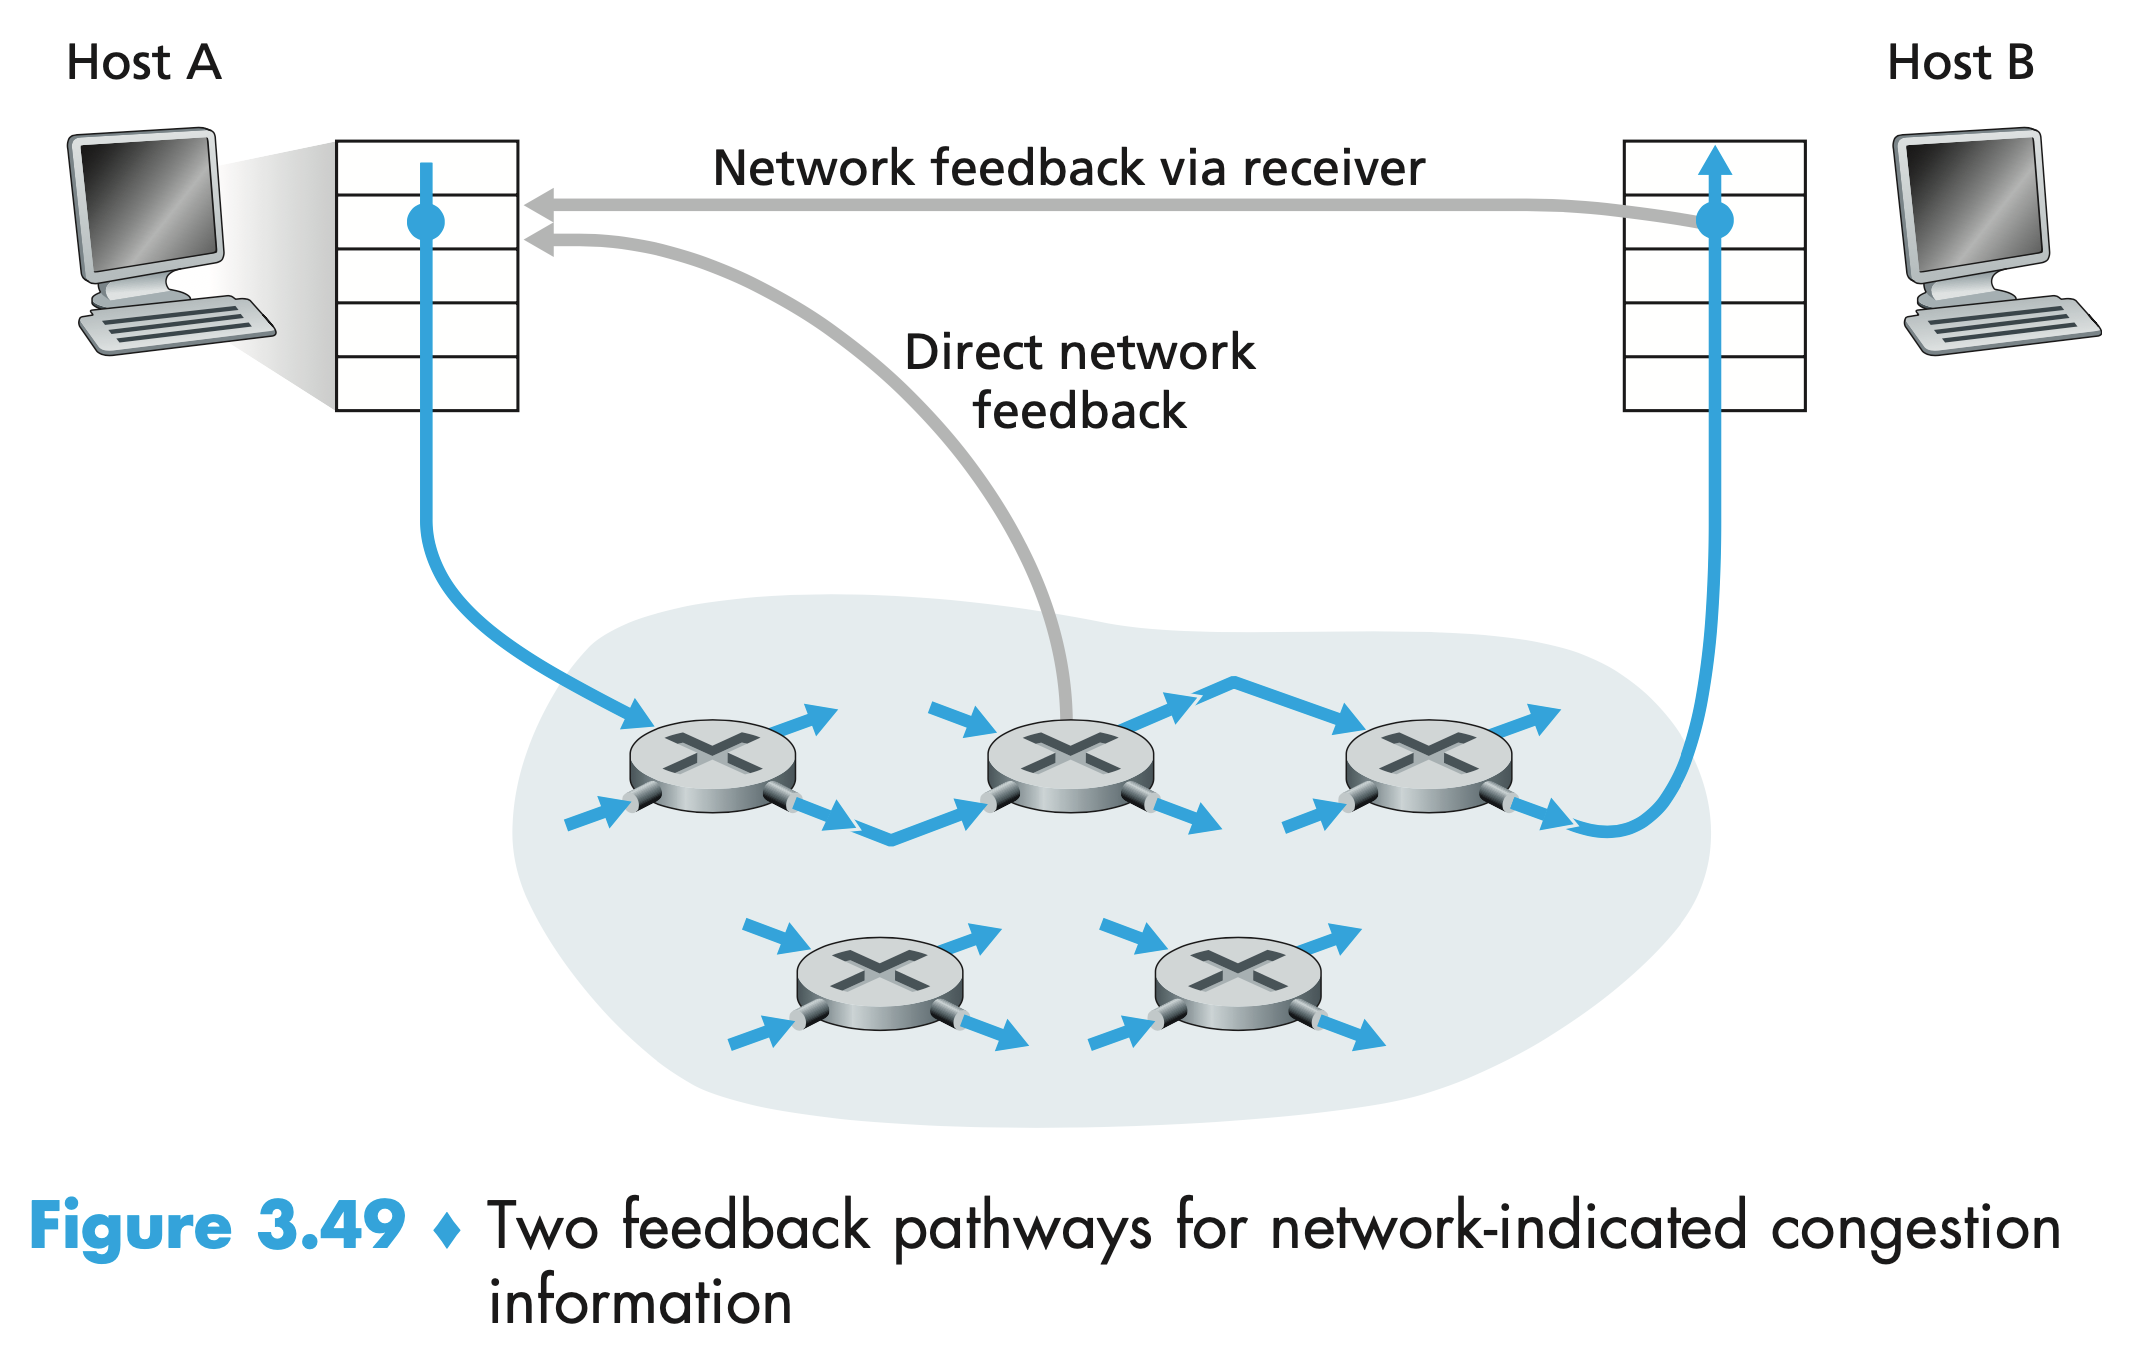 Host A
Host B
Network feedback via receiver
Direct network
feedback
Figure 3.49 ♦ Two feedback pathways for network-indicated congestion
information